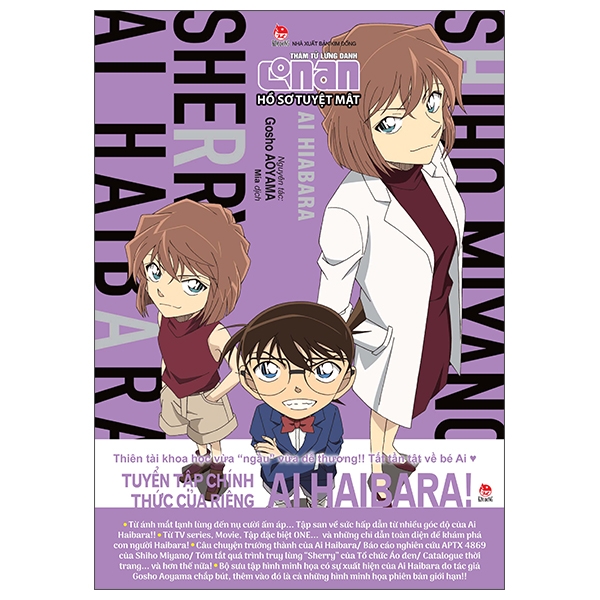 NHÀ XUẤT BẢN KIM ĐỒNG
THÁM TỬ LỪNG DANH
Conan
HỒ SƠ TUYỆT MẬT
AI HIABARA
Nguyên tác:
Gosho AOYAMA
Mia dịch
SHERRY
AI HAIBARA
SHIHO MIYANO
Thiên tài khoa học vừa “ngầu” vừa dễ thương!! Tất tần tật về bé Ai ♥
TUYỂN TẬP CHÍNH
THỨC CỦA RIÊNG
AI HAIBARA!
• Từ ánh mắt lạnh lùng đến nụ cười ấm áp... Tập san về sức hấp dẫn từ nhiều góc độ của Ai
Haibara!! • Từ TV series, Movie, Tập đặc biệt ONE... và những chỉ dẫn toàn diện để khám phá
con người Haibara! • Câu chuyện trưởng thành của Ai Haibara/ Báo cáo nghiên cứu APTX 4869
của Shiho Miyano/ Tóm tắt quá trình truy lùng “Sherry” của Tổ chức Áo đen/ Catalogue thời
trang... và hơn thế nữa! • Bộ sưu tập hình minh họa có sự xuất hiện của Ai Haibara do tác giả
Gosho Aoyama chắp bút, thêm vào đó là cả những hình minh họa phiên bản giới hạn!!